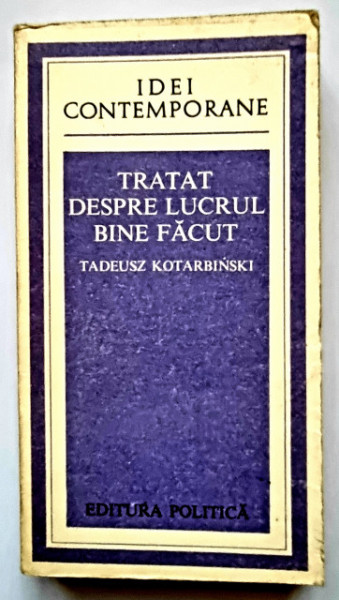 IDEI
CONTEMPORANE
TRATAT
DESPRE LUCRUL
BINE FĂCUT
TADEUSZ KOTARBIŃSKI
EDITURA POLITICĂ